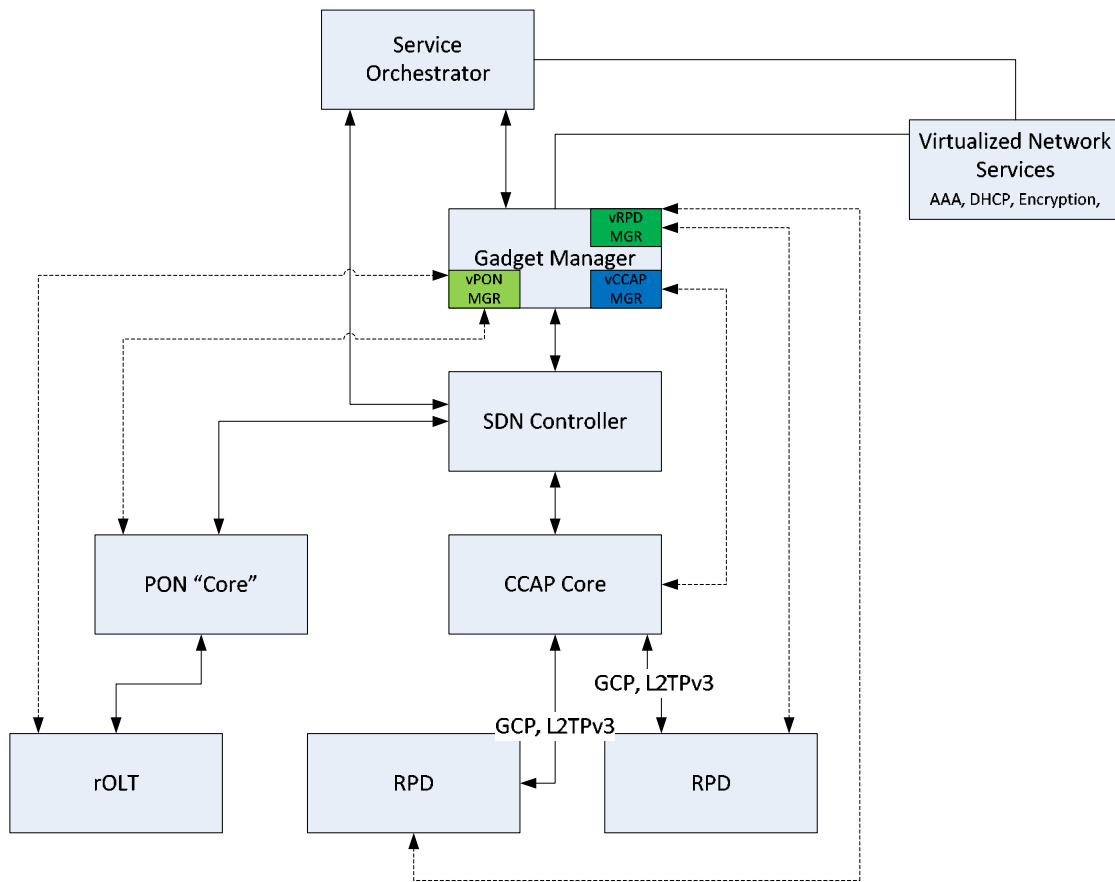 Service
Orchestrator
Virtualized Network
Services
AAA, DHCP, Encryption,
vRPD
MGR
Gadget Manager
vPON
MGR
vCCAP
MGR
SDN Controller
PON “Core”
CCAP Core
GCP, L2TPv3
GCP, L2TPv3
rOLT
RPD
RPD